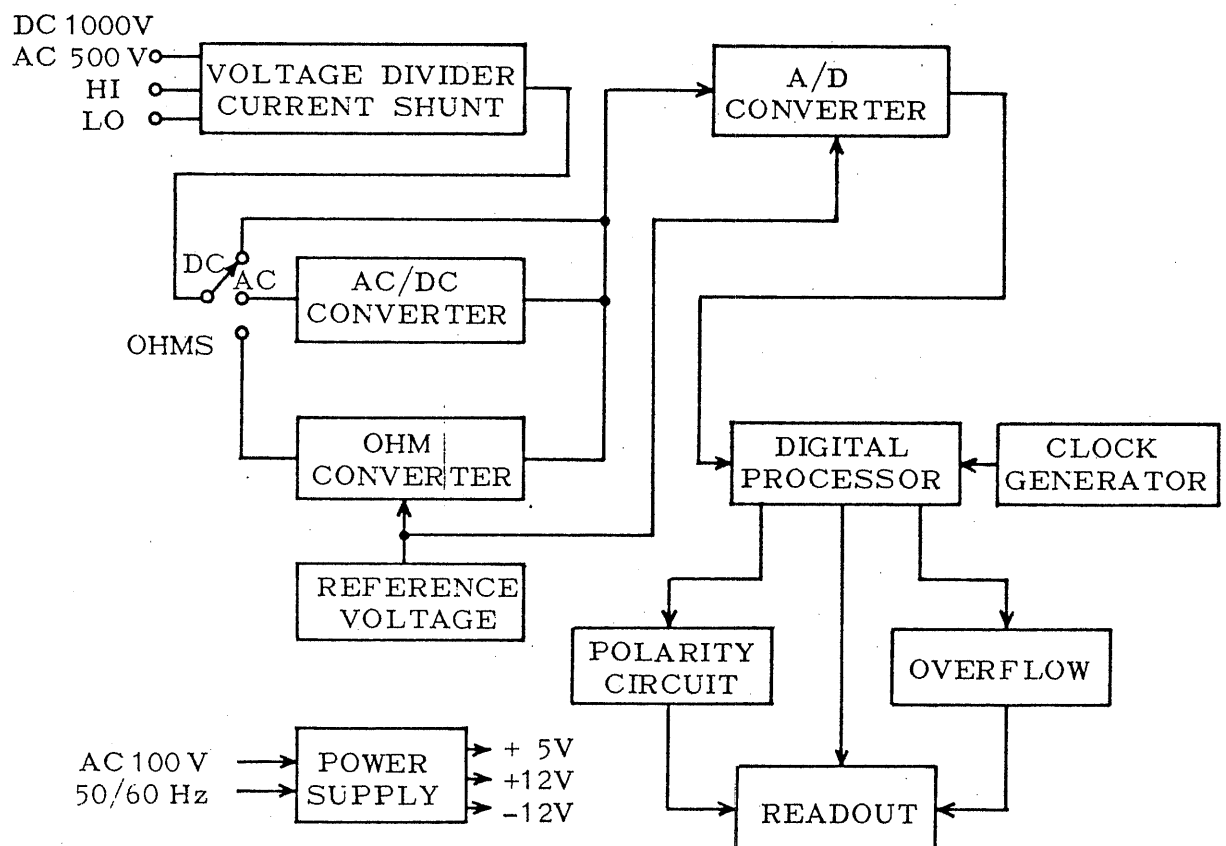 DC 1000V
AC 500 V
HI
LO
VOLTAGE DIVIDER
CURRENT SHUNT
A/D
CONVERTER
DC
AC
OHMS
AC/DC
CONVERTER
OHM
CONVERTER
REFERENCE
VOLTAGE
DIGITAL
PROCESSOR
CLOCK
GENERATOR
POLARITY
CIRCUIT
OVERFLOW
AC 100 V
50/60 Hz
POWER
SUPPLY
+ 5V
+12V
-12V
READOUT